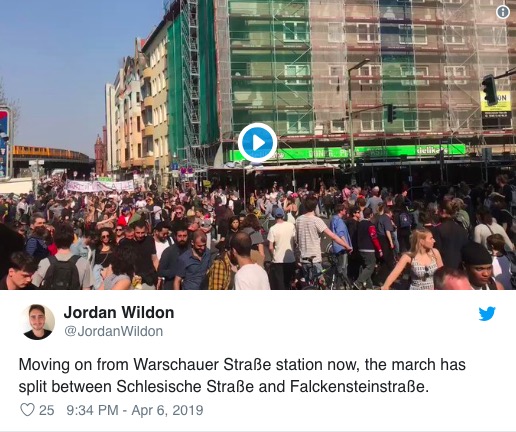 delikat
Jordan Wildon
@JordanWildon
Moving on from Warschauer Straße station now, the march has
split between Schlesische Straße and Falckensteinstraße.
25 9:34 PM - Apr 6, 2019